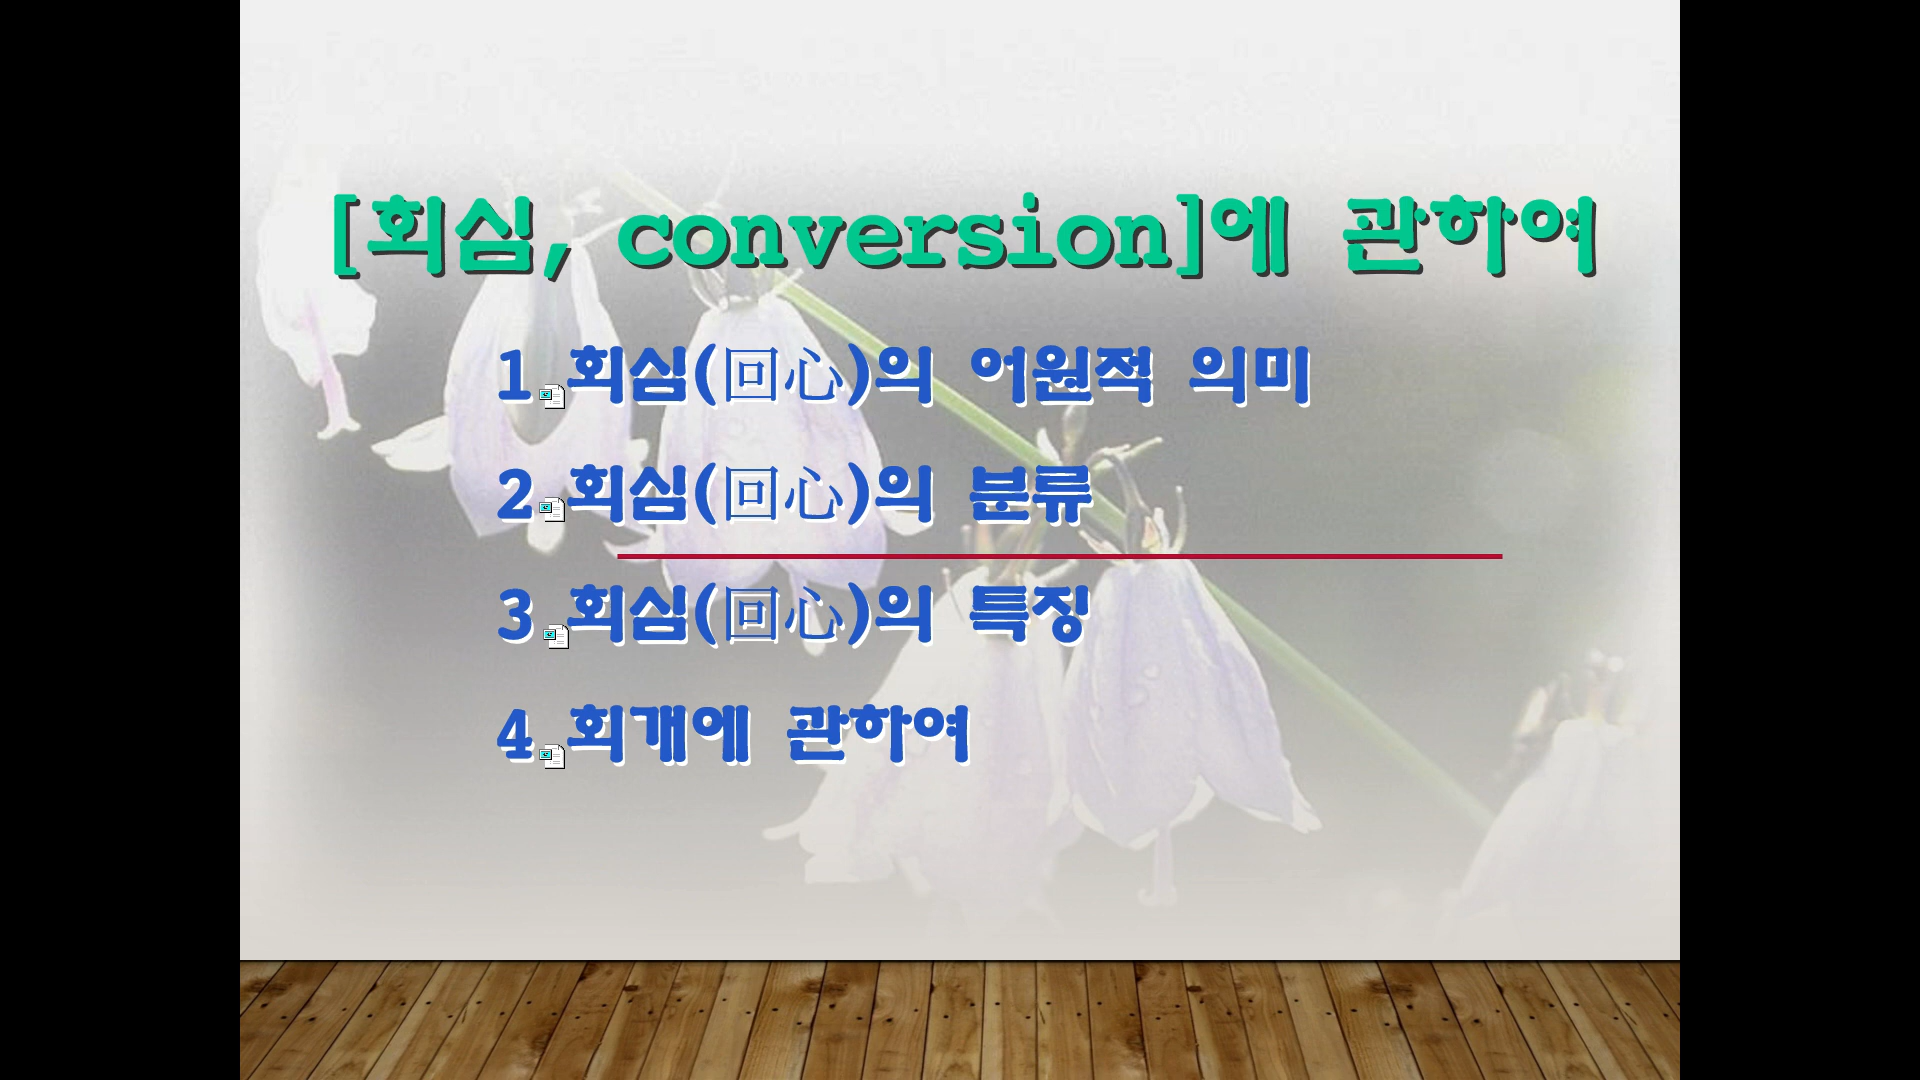 [회심, conversion]에 관하여
1.회심(回心)의 어원적 의미
2.회심(回心)의 분류
3.회심(回心)의 특징
4.회개에 관하여